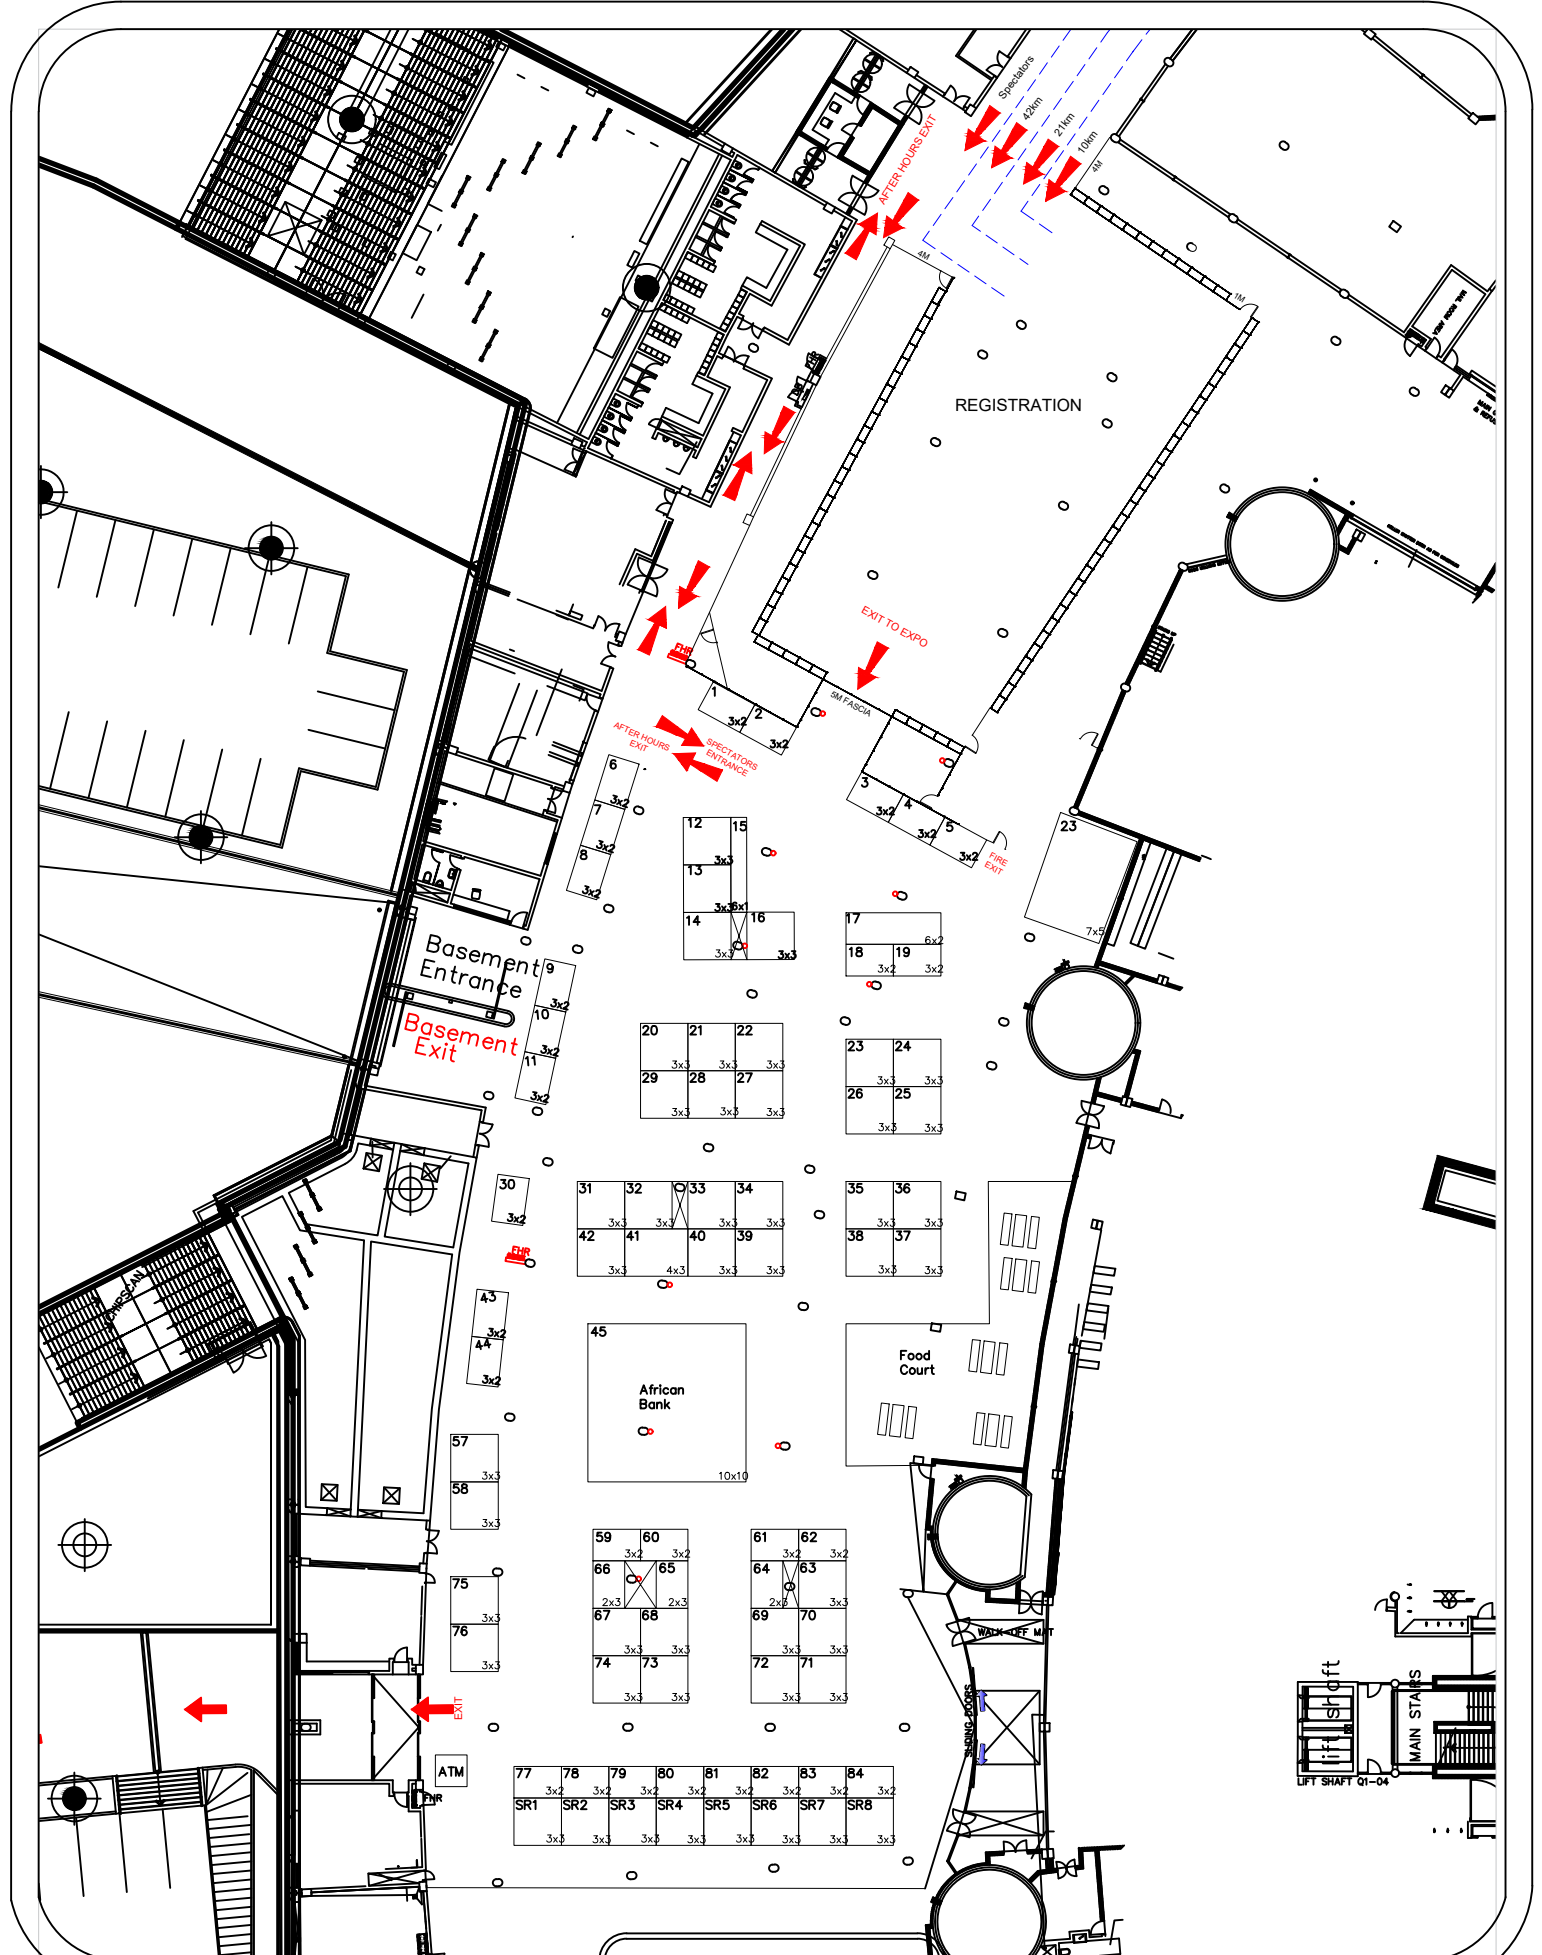 Spectators
42km
21km
10km
4M
AFTER HOURS EXIT
4M
1M
MAIL ROOM AREA
REGISTRATION
EXIT TO EXPO
FHR
5M FASCIA
1
3x2
2
3x2
AFTER HOURS
EXIT
SPECTATORS
ENTRANCE
3
3x2
4
3x2
5
3x2
FIRE
EXIT
6
3x2
7
3x2
8
3x2
12
3x3
15
6x1
13
3x3
14
3x3
16
3x3
17
6x2
18
3x2
19
3x2
23
7x5
Basement
Entrance
Basement
Exit
9
3x2
10
3x2
11
3x2
20
3x3
21
3x3
22
3x3
29
3x3
28
3x3
27
3x3
23
3x3
24
3x3
26
3x3
25
3x3
30
3x2
31
3x3
32
3x3
33
3x3
34
3x3
42
3x3
41
4x3
40
3x3
39
3x3
35
3x3
36
3x3
38
3x3
37
3x3
FHR
CHIPSCAN
43
3x2
44
3x2
45
African
Bank
10x10
Food
Court
57
3x3
58
3x3
59
3x2
60
3x2
66
2x3
65
2x3
67
3x3
68
3x3
74
3x3
73
3x3
61
3x2
62
3x2
64
2x3
63
3x3
69
3x3
70
3x3
72
3x3
71
3x3
75
3x3
76
3x3
WALK-OFF MAT
SLIDING DOORS
EXIT
ATM
FHR
77
3x2
78
3x2
79
3x2
80
3x2
81
3x2
82
3x2
83
3x2
84
3x2
SR1
3x3
SR2
3x3
SR3
3x3
SR4
3x3
SR5
3x3
SR6
3x3
SR7
3x3
SR8
3x3
lift shaft
MAIN STAIRS
LIFT SHAFT Q1-04